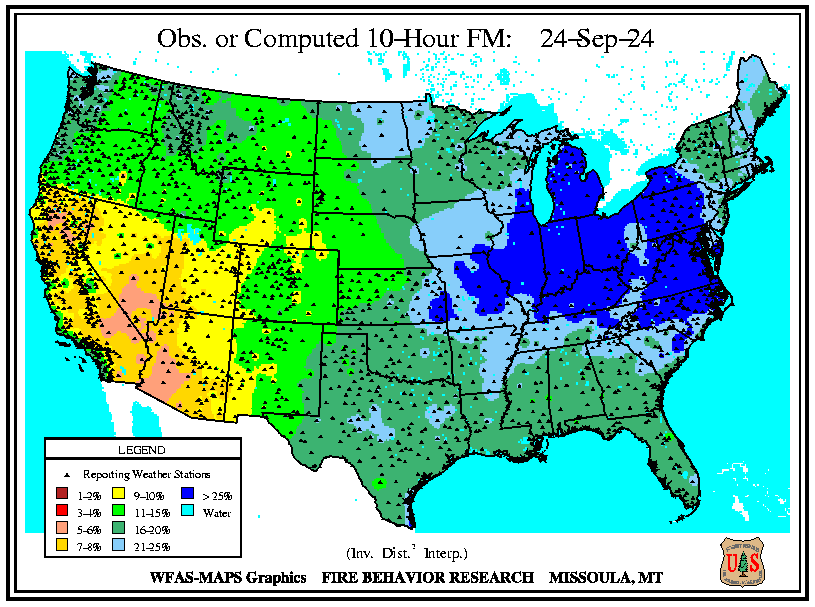 Obs. or Computed 10-Hour FM: 24-Sep-24
LEGEND
Reporting Weather Stations
1-2% 9-10% > 25%
3-4% 11-15% Water
5-6% 16-20%
7-8% 21-25%
(Inv. Dist.² Interp.)
WFAS-MAPS Graphics FIRE BEHAVIOR RESEARCH MISSOULA, MT
U S